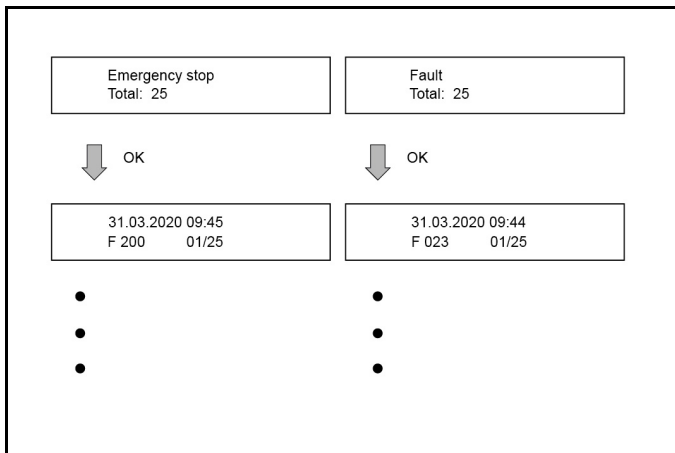 Emergency stop
Total: 25
Fault
Total: 25
OK
OK
31.03.2020 09:45
F 200 01/25
31.03.2020 09:44
F 023 01/25